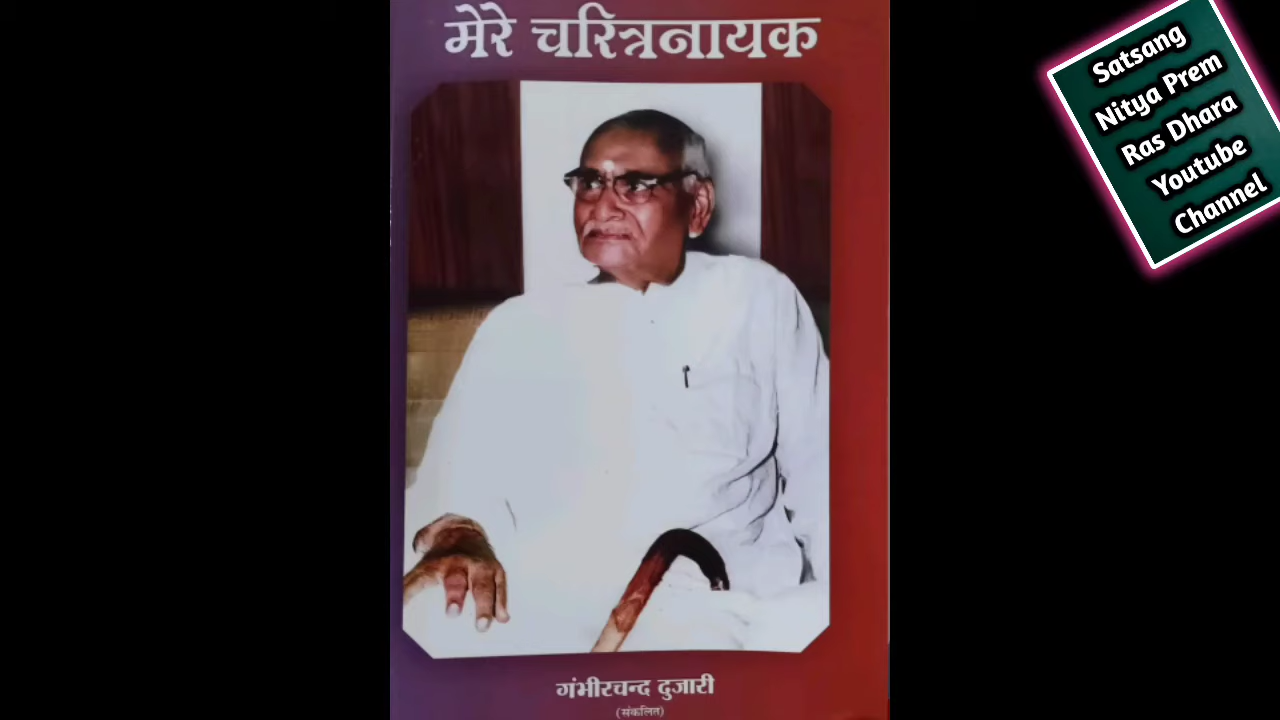 मेरे चरित्रनायक
Satsang
Nitya Prem
Ras Dhara
Youtube
Channel
गंभीरचन्द दुजारी
(संकलित)